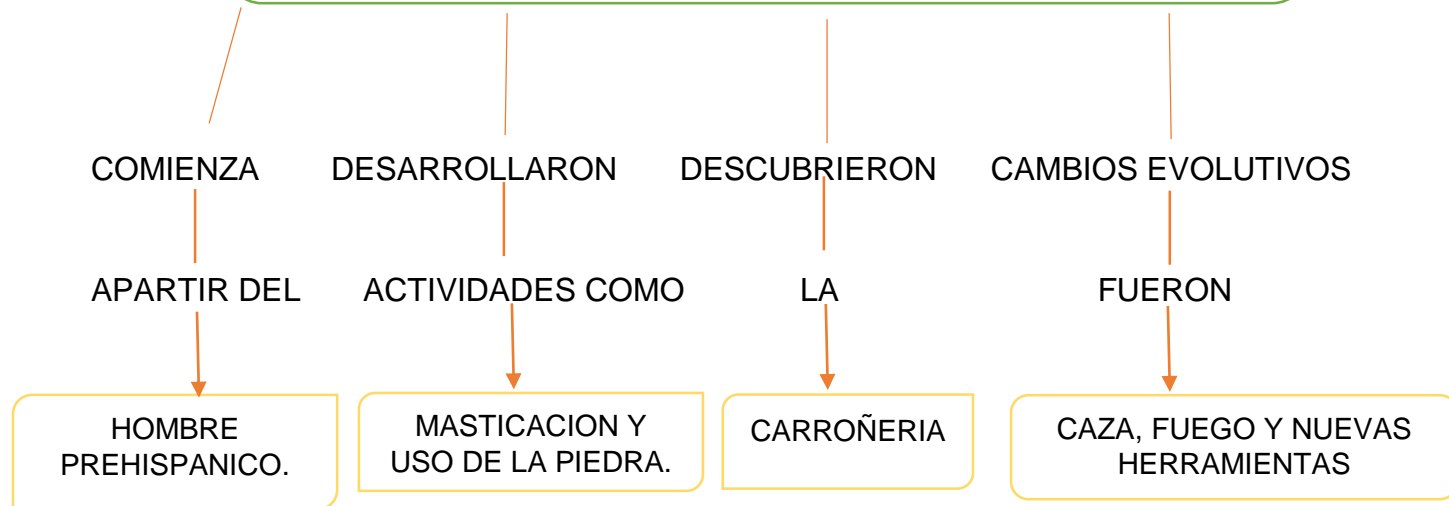 COMIENZA
DESARROLLARON
DESCUBRIERON
CAMBIOS EVOLUTIVOS
APARTIR DEL
ACTIVIDADES COMO
LA
FUERON
HOMBRE
PREHISPANICO.
MASTICACION Y
USO DE LA PIEDRA.
CARROÑERIA
CAZA, FUEGO Y NUEVAS
HERRAMIENTAS